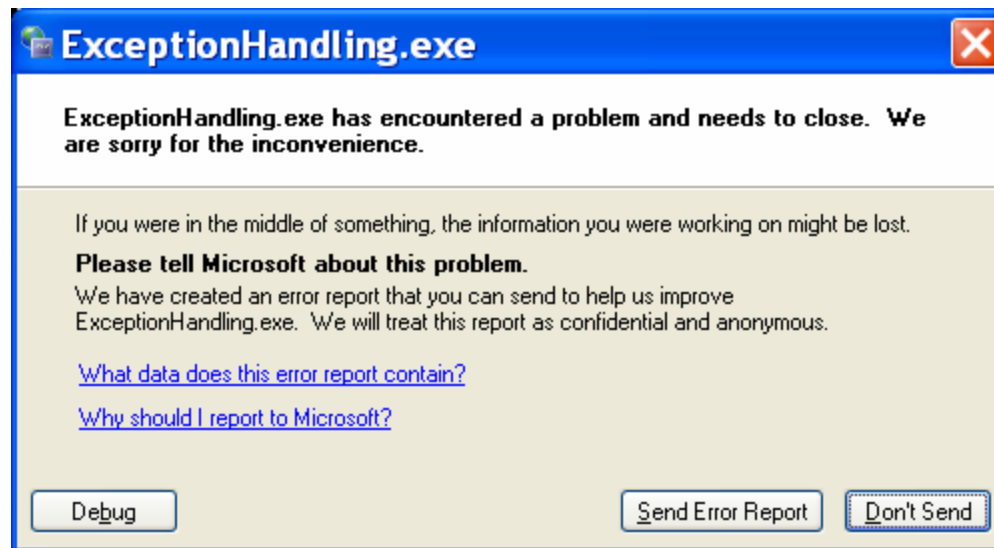 ExceptionHandling.exe
ExceptionHandling.exe has encountered a problem and needs to close.  We
are sorry for the inconvenience.
If you were in the middle of something, the information you were working on might be lost.
Please tell Microsoft about this problem.
We have created an error report that you can send to help us improve
ExceptionHandling.exe.  We will treat this report as confidential and anonymous.
What data does this error report contain?
Why should I report to Microsoft?
Debug
Send Error Report
Don't Send